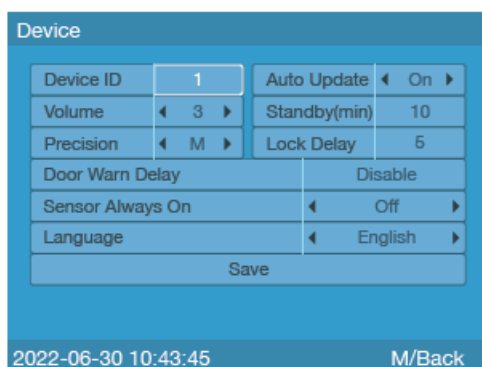 Device
Device ID 1 Auto Update On
Volume 3 Standby(min) 10
Precision M Lock Delay 5
Door Warn Delay Disable
Sensor Always On Off
Language English
Save
2022-06-30 10:43:45 M/Back